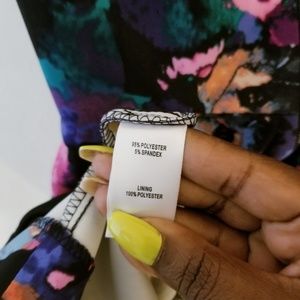 95% POLYESTER
5% SPANDEX
LINING
100% POLYESTER